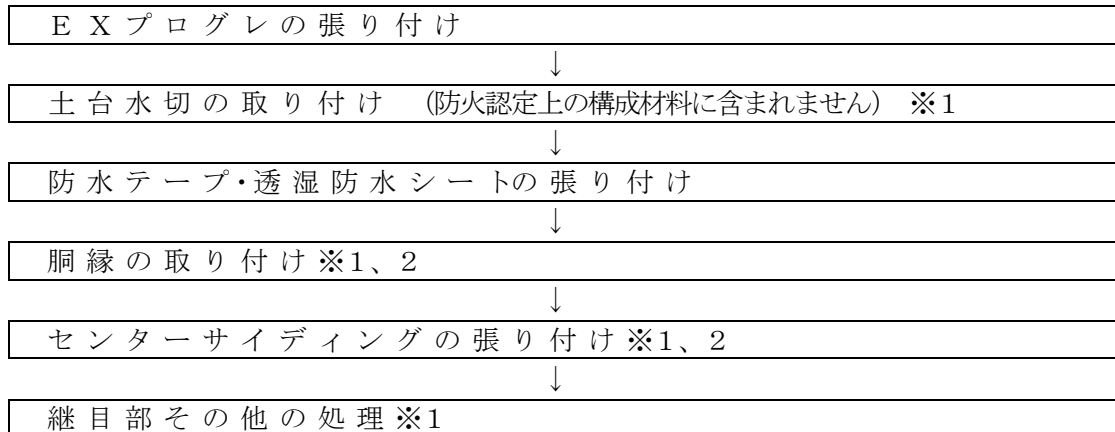 EXプログレの張り付け
↓
土台水切の取り付け (防火認定上の構成材料に含まれません) ※1
↓
防水テープ・透湿防水シートの張り付け
↓
胴縁の取り付け※1、2
↓
センターサイディングの張り付け※1、2
↓
継目部その他の処理※1